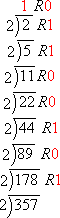 1 R0
2)2 R1
2)5 R1
2)11 R0
2)22 R0
2)44 R1
2)89 R0
2)178 R1
2)357